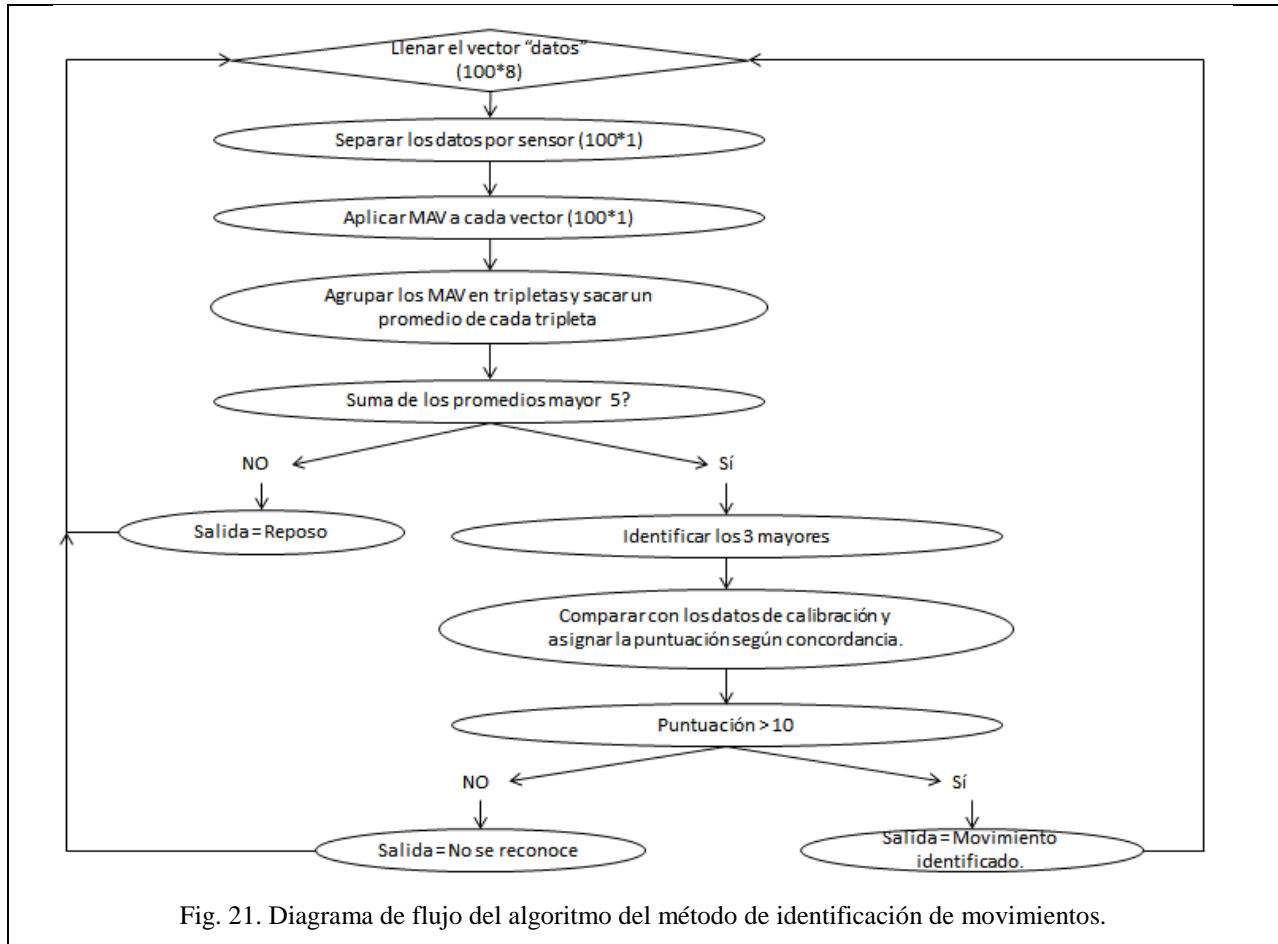 Llenar el vector “datos”
(100*8)
Separar los datos por sensor (100*1)
Aplicar MAV a cada vector (100*1)
Agrupar los MAV en tripletas y sacar un
promedio de cada tripleta
Suma de los promedios mayor 5?
NO
Sí
Salida = Reposo
Identificar los 3 mayores
Comparar con los datos de calibración y
asignar la puntuación según concordancia.
Puntuación > 10
NO
Sí
Salida = No se reconoce
Salida = Movimiento
identificado.
Fig. 21. Diagrama de flujo del algoritmo del método de identificación de movimientos.